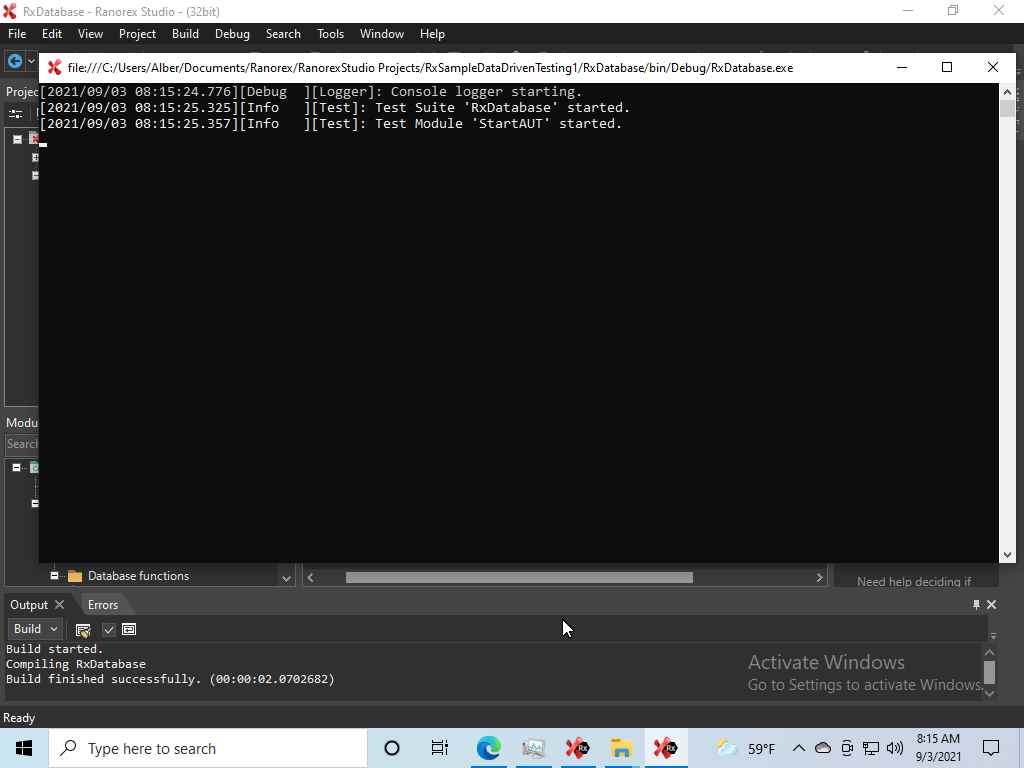 RxDatabase - Ranorex Studio - (32bit)
File Edit View Project Build Debug Search Tools Window Help
file:///C:/Users/Alber/Documents/Ranorex/RanorexStudio Projects/RxSampleDataDrivenTesting1/RxDatabase/bin/Debug/RxDatabase.exe
Projec
[2021/09/03 08:15:24.776][Debug  ][Logger]: Console logger starting.
[2021/09/03 08:15:25.325][Info   ][Test]: Test Suite 'RxDatabase' started.
[2021/09/03 08:15:25.357][Info   ][Test]: Test Module 'StartAUT' started.
Modu
Searc
Database functions
Need help deciding if
Output Errors
Build
Build started.
Compiling RxDatabase
Build finished successfully. (00:00:02.0702682)
Activate Windows
Go to Settings to activate Windows.
Ready
Type here to search
Rx
Rx
59°F
8:15 AM
9/3/2021